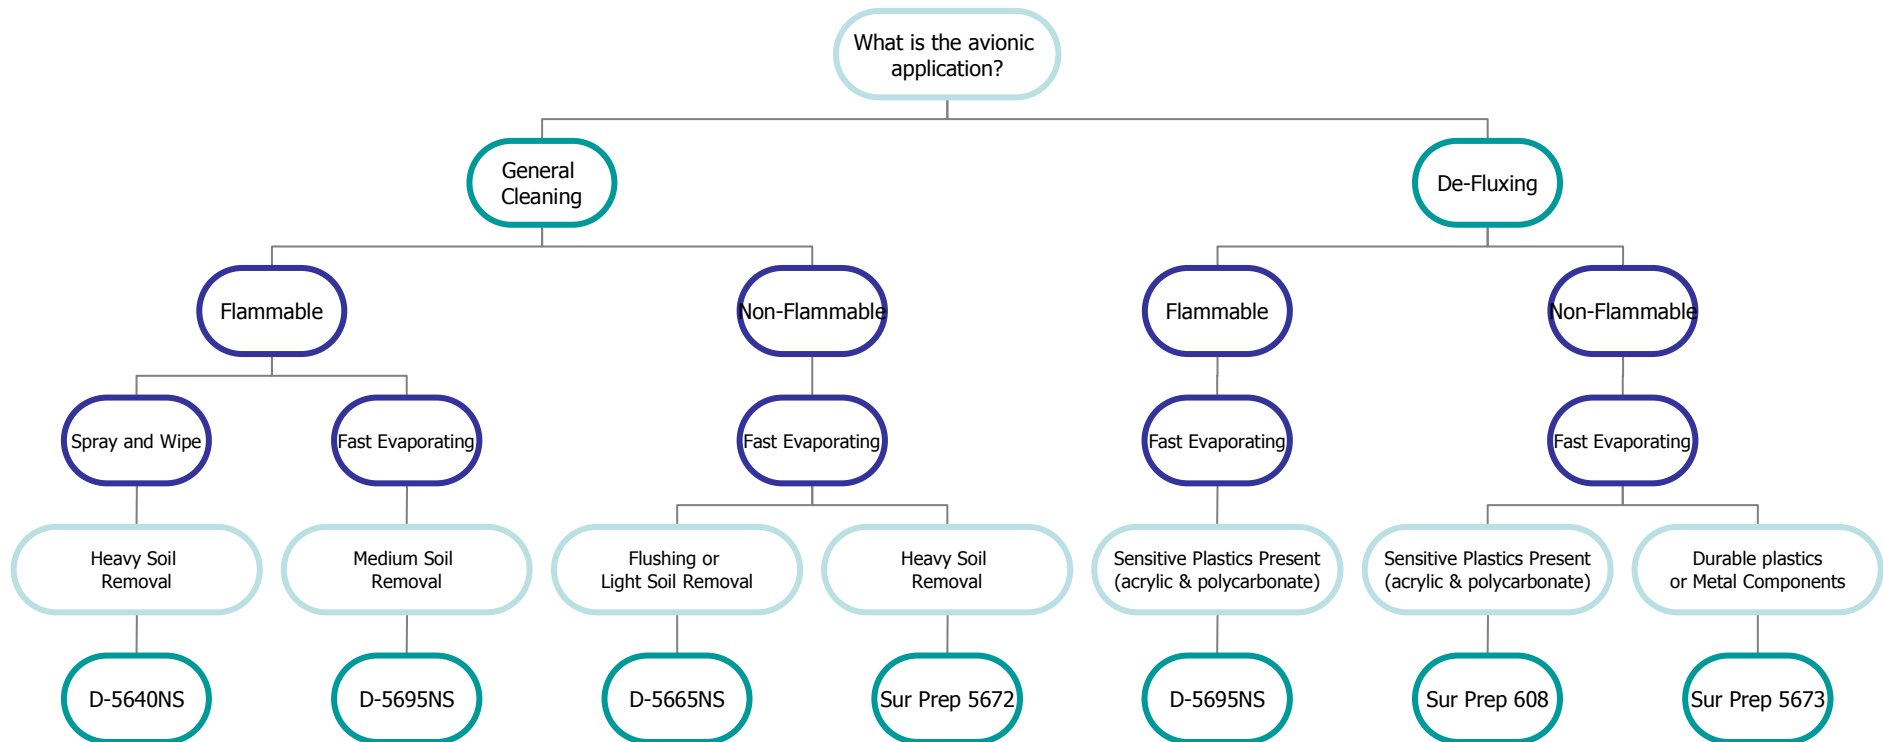 What is the avionic
application?
General
Cleaning
De-Fluxing
Flammable
Non-Flammable
Flammable
Non-Flammable
Spray and Wipe
Fast Evaporating
Fast Evaporating
Fast Evaporating
Fast Evaporating
Heavy Soil
Removal
Medium Soil
Removal
Flushing or
Light Soil Removal
Heavy Soil
Removal
Sensitive Plastics Present
(acrylic & polycarbonate)
Sensitive Plastics Present
(acrylic & polycarbonate)
Durable plastics
or Metal Components
D-5640NS
D-5695NS
D-5665NS
Sur Prep 5672
D-5695NS
Sur Prep 608
Sur Prep 5673